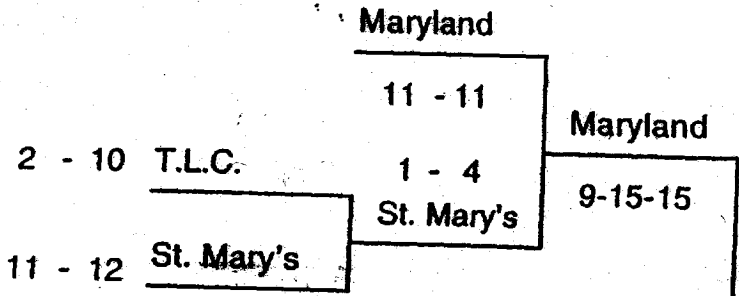 Maryland
11 - 11
Maryland
2 - 10 T.L.C.
1 - 4
St. Mary's
9-15-15
11 - 12 St. Mary's